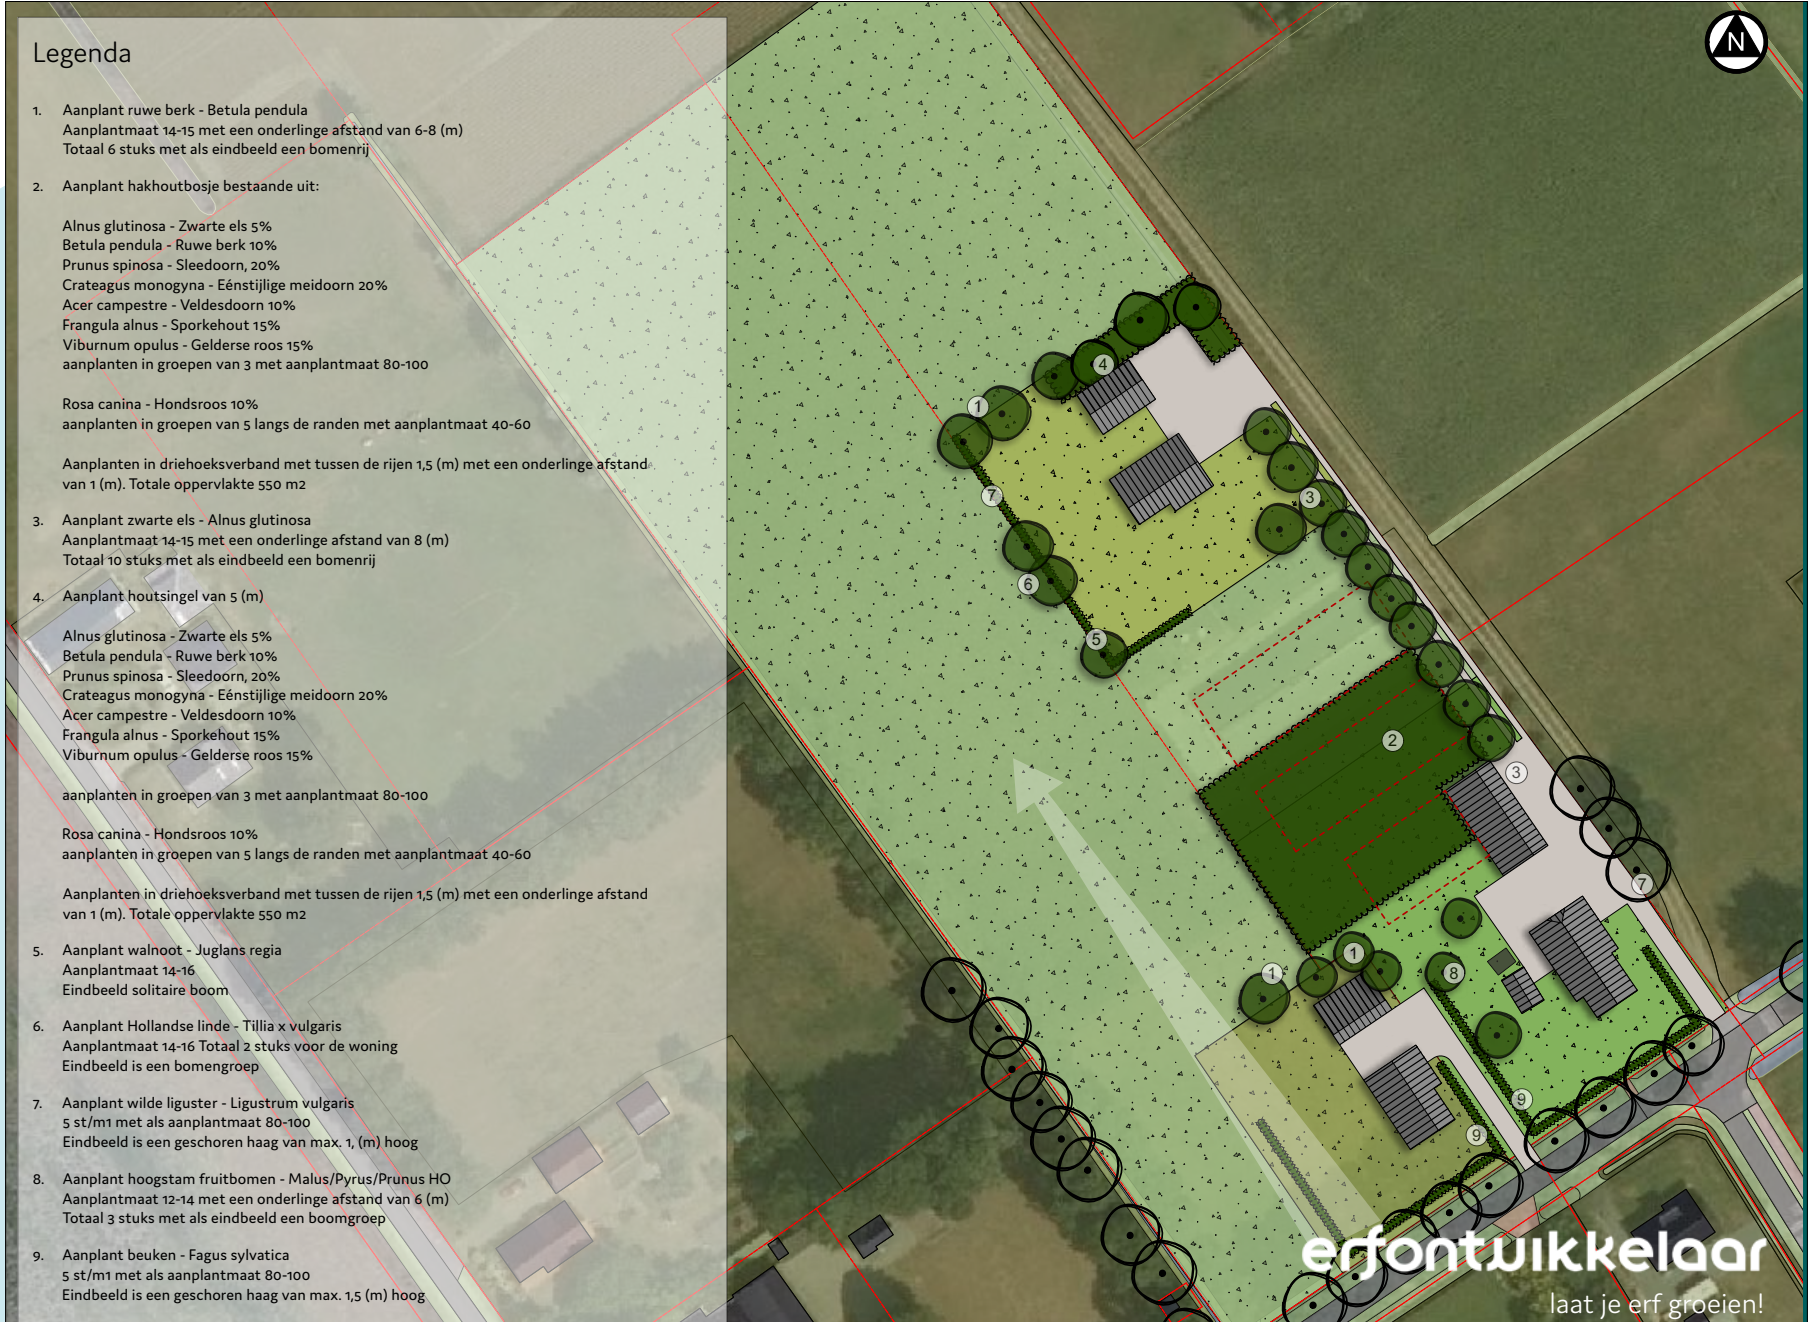 Legenda
1. Aanplant ruwe berk - Betula pendula
Aanplantmaat 14-15 met een onderlinge afstand van 6-8 (m)
Totaal 6 stuks met als eindbeeld een bomenrij
2. Aanplant hakhoutbosje bestaande uit:
Alnus glutinosa - Zwarte els 5%
Betula pendula - Ruwe berk 10%
Prunus spinosa - Sleedoorn, 20%
Crateagus monogyna - Eénstijlige meidoorn 20%
Acer campestre - Veldesdoorn 10%
Frangula alnus - Sporkehout 15%
Viburnum opulus - Gelderse roos 15%
aanplanten in groepen van 3 met aanplantmaat 80-100
Rosa canina - Hondsroos 10%
aanplanten in groepen van 5 langs de randen met aanplantmaat 40-60
Aanplanten in driehoeksverband met tussen de rijen 1,5 (m) met een onderlinge afstand
van 1 (m). Totale oppervlakte 550 m2
3. Aanplant zwarte els - Alnus glutinosa
Aanplantmaat 14-15 met een onderlinge afstand van 8 (m)
Totaal 10 stuks met als eindbeeld een bomenrij
4. Aanplant houtsingel van 5 (m)
Alnus glutinosa - Zwarte els 5%
Betula pendula - Ruwe berk 10%
Prunus spinosa - Sleedoorn, 20%
Crateagus monogyna - Eénstijlige meidoorn 20%
Acer campestre - Veldesdoorn 10%
Frangula alnus - Sporkehout 15%
Viburnum opulus - Gelderse roos 15%
aanplanten in groepen van 3 met aanplantmaat 80-100
Rosa canina - Hondsroos 10%
aanplanten in groepen van 5 langs de randen met aanplantmaat 40-60
Aanplanten in driehoeksverband met tussen de rijen 1,5 (m) met een onderlinge afstand
van 1 (m). Totale oppervlakte 550 m2
5. Aanplant walnoot - Juglans regia
Aanplantmaat 14-16
Eindbeeld solitaire boom
6. Aanplant Hollandse linde - Tillia x vulgaris
Aanplantmaat 14-16 Totaal 2 stuks voor de woning
Eindbeeld is een bomengroep
7. Aanplant wilde liguster - Ligustrum vulgaris
5 st/m1 met als aanplantmaat 80-100
Eindbeeld is een geschoren haag van max. 1, (m) hoog
8. Aanplant hoogstam fruitbomen - Malus/Pyrus/Prunus HO
Aanplantmaat 12-14 met een onderlinge afstand van 6 (m)
Totaal 3 stuks met als eindbeeld een boomgroep
9. Aanplant beuken - Fagus sylvatica
5 st/m1 met als aanplantmaat 80-100
Eindbeeld is een geschoren haag van max. 1,5 (m) hoog
N
4
1
7
3
6
5
2
3
7
1
1
8
9
9
erfontwikkelaar
laat je erf groeien!